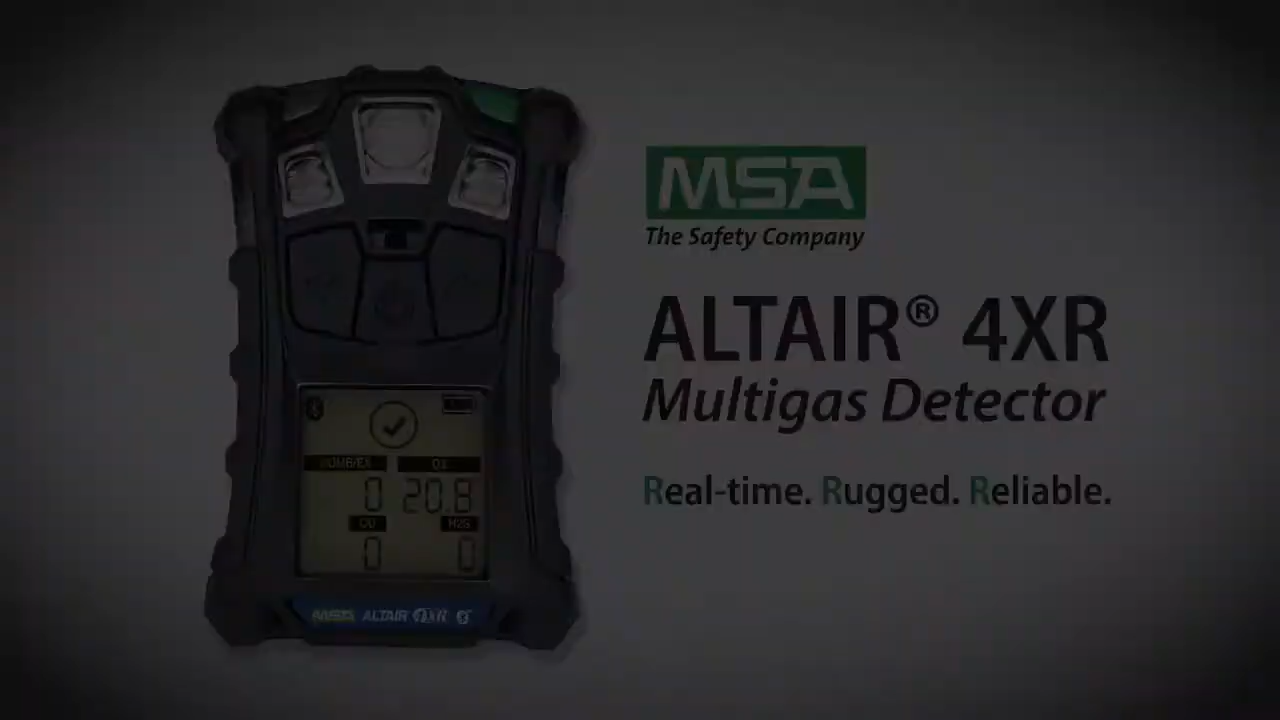 MSA
The Safety Company
ALTAIR® 4XR
Multigas Detector
Real-time. Rugged. Reliable.
COMB/EX O2
0 20.8
CO H2S
0 0
MSA ALTAIR 4XR